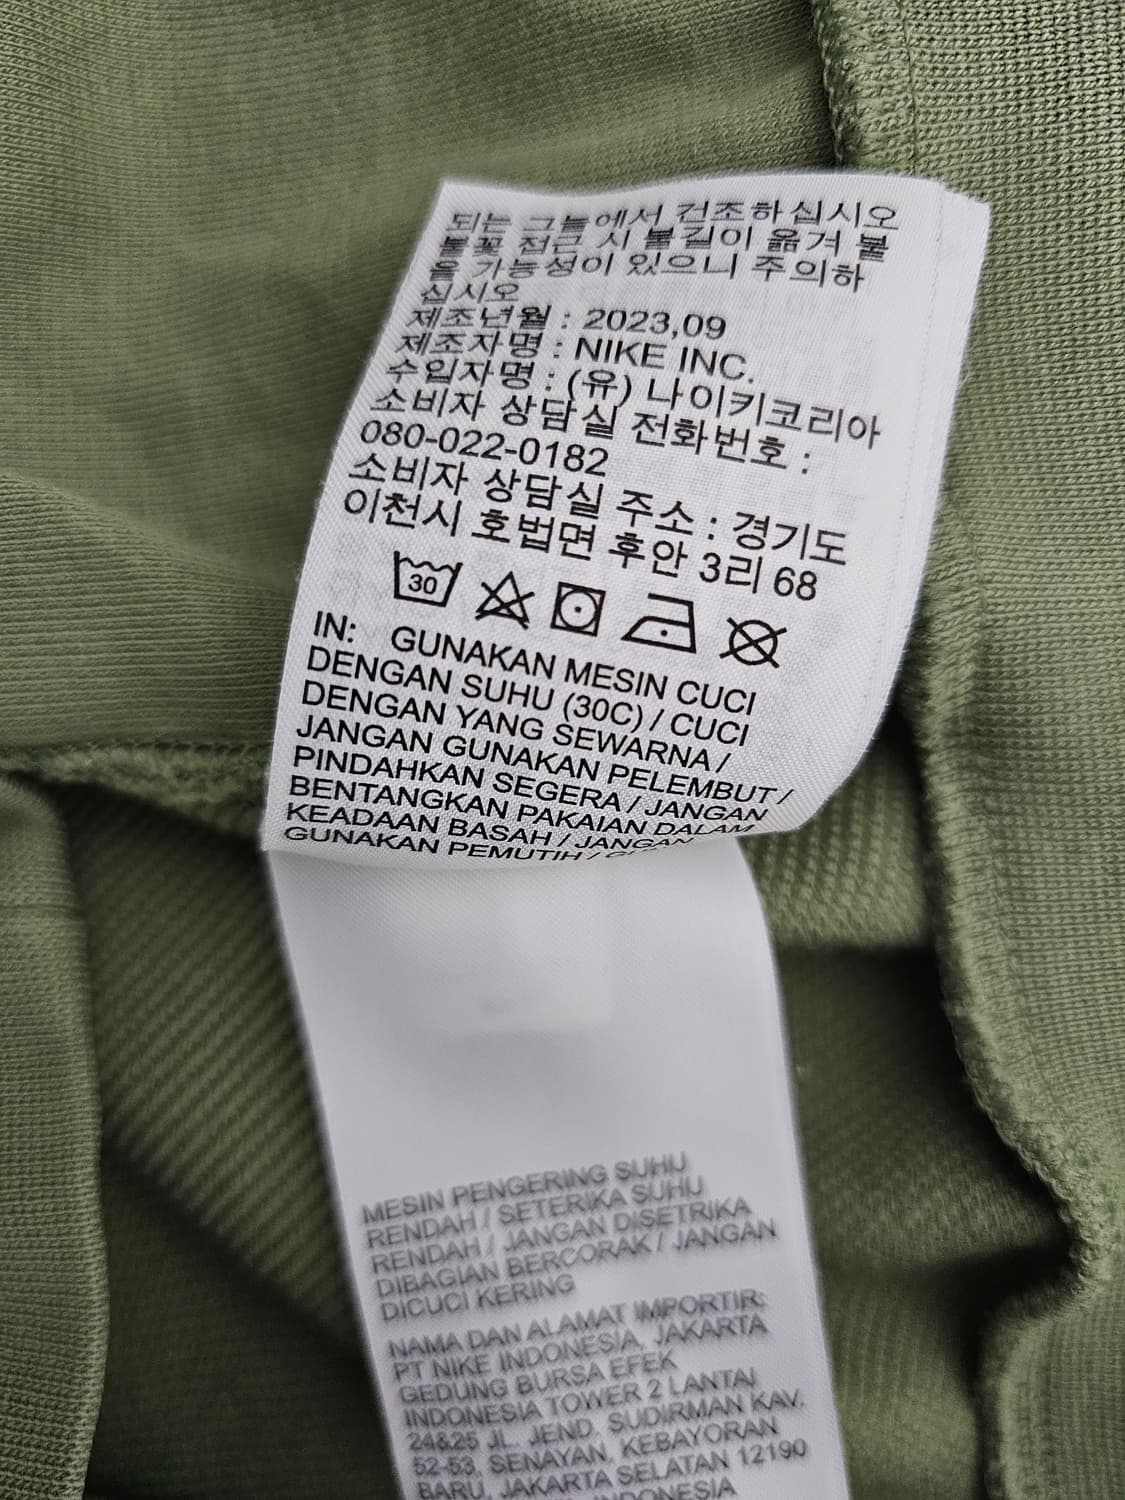 되는 그늘에서 건조하십시오
불꽃 접근 시 불길이 옮겨 붙
을 가능성이 있으니 주의하
십시오
제조년월 : 2023,09
제조자명 : NIKE INC.
수입자명 : (유) 나이키코리아
소비자 상담실 전화번호 :
080-022-0182
소비자 상담실 주소 : 경기도
이천시 호법면 후안 3리 68
30
IN: GUNAKAN MESIN CUCI
DENGAN SUHU (30C) / CUCI
DENGAN YANG SEWARNA /
JANGAN GUNAKAN PELEMBUT /
PINDAHKAN SEGERA / JANGAN
BENTANGKAN PAKAIAN DALAM
KEADAAN BASAH / JANGAN
GUNAKAN PEMUTIH /
MESIN PENGERING SUHU
RENDAH / SETERIKA SUHU
RENDAH / JANGAN DISETRIKA
DIBAGIAN BERCORAK / JANGAN
DICUCI KERING
NAMA DAN ALAMAT IMPORTIR:
PT NIKE INDONESIA, JAKARTA
GEDUNG BURSA EFEK
INDONESIA TOWER 2 LANTAI
24&25 JL. JEND. SUDIRMAN KAV.
52-53, SENAYAN, KEBAYORAN
BARU, JAKARTA SELATAN 12190
INDONESIA